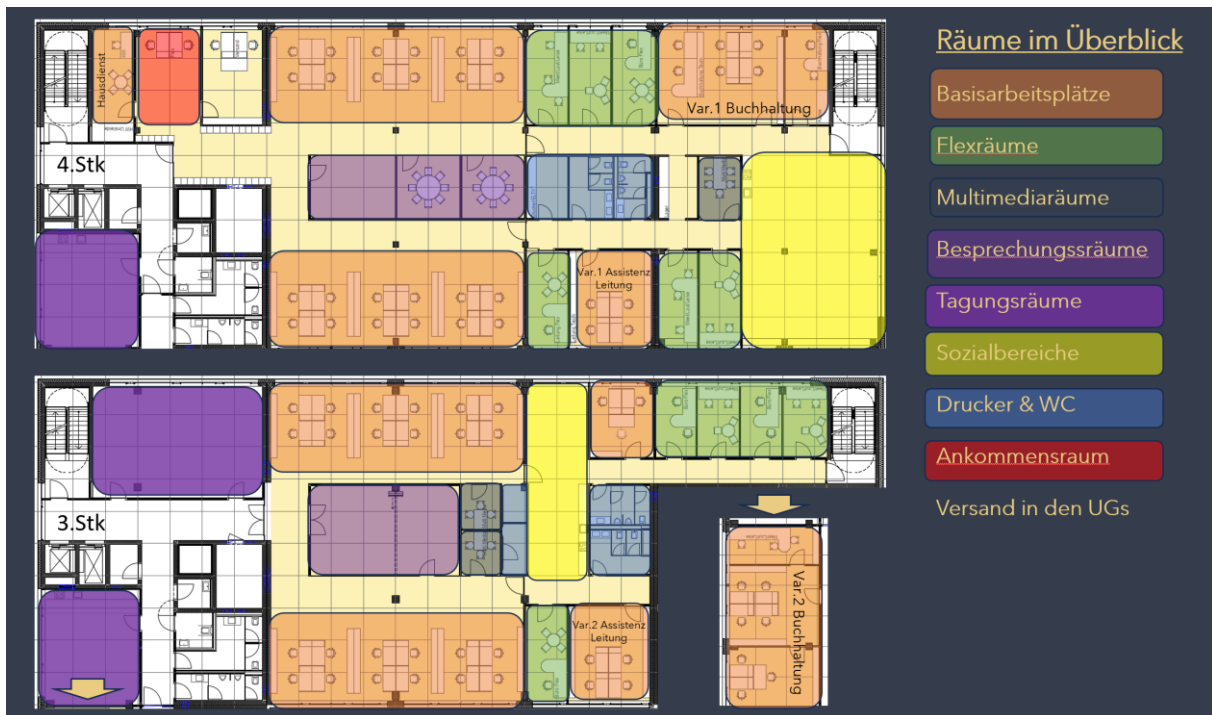 Räume im Überblick
Basisarbeitsplätze
Flexräume
Multimediaräume
Besprechungssräume
Tagungsräume
Sozialbereiche
Drucker & WC
Ankommensraum
Versand in den UGs
Hausdienst
Var.1 Buchhaltung
4.Stk
Var.1 Assistenz
Leitung
3.Stk
Var.2 Assistenz
Leitung
Var.2 Buchhaltung